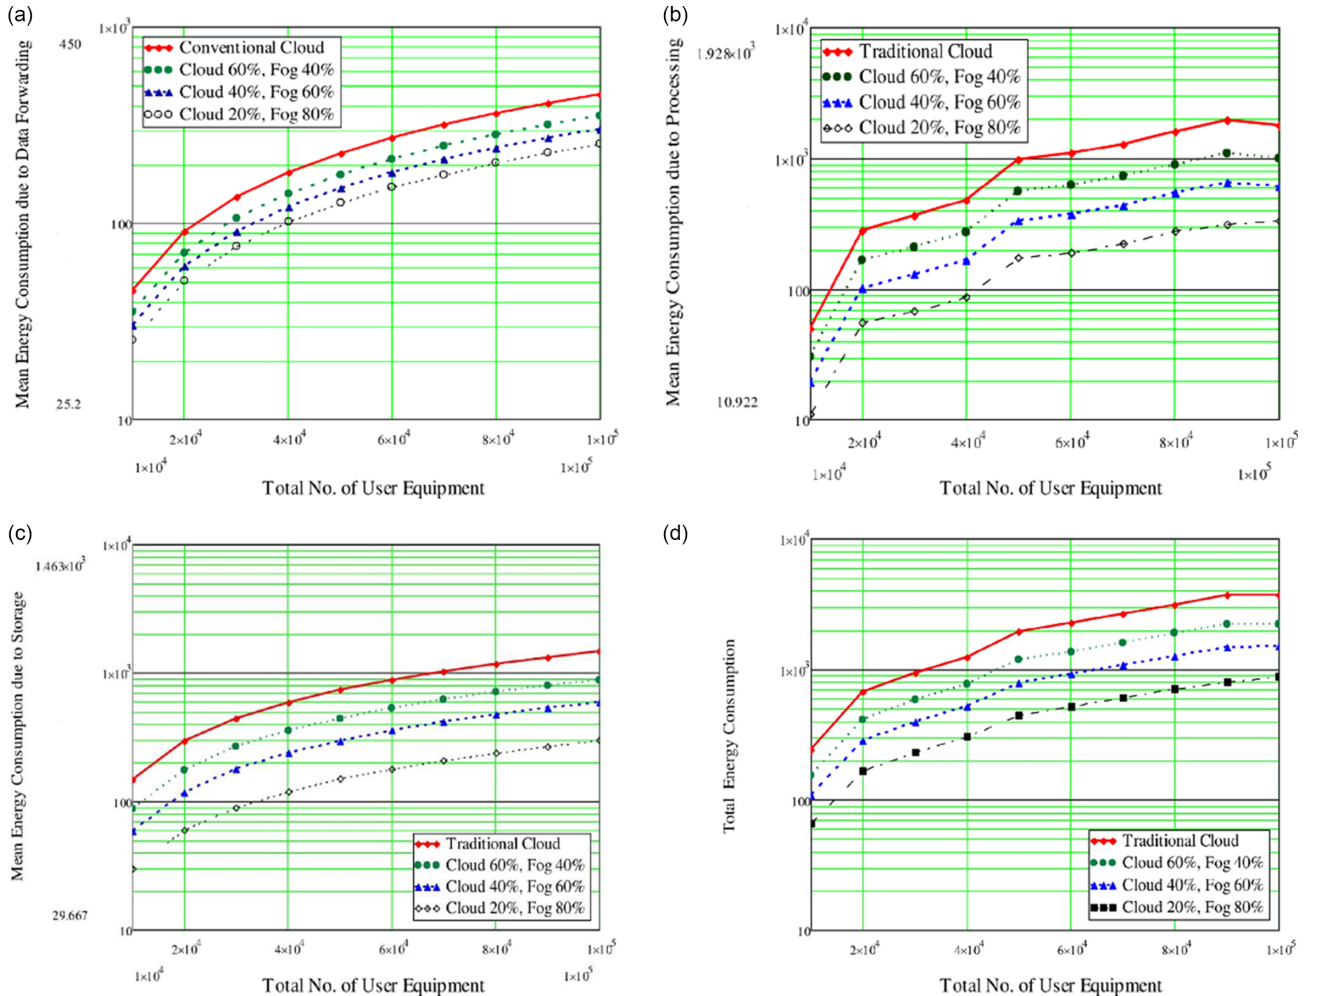 (a)
1×10³
450
Conventional Cloud
Cloud 60%, Fog 40%
Cloud 40%, Fog 60%
Cloud 20%, Fog 80%
Mean Energy Consumption due to Data Forwarding
100
25.2
10
2×10⁴ 4×10⁴ 6×10⁴ 8×10⁴ 1×10⁵
1×10⁴ 1×10⁵
Total No. of User Equipment
(b)
1×10⁴
1.928×10³
Traditional Cloud
Cloud 60%, Fog 40%
Cloud 40%, Fog 60%
Cloud 20%, Fog 80%
Mean Energy Consumption due to Processing
1×10³
100
10.922
10
2×10⁴ 4×10⁴ 6×10⁴ 8×10⁴ 1×10⁵
1×10⁴ 1×10⁵
Total No. of User Equipment
(c)
1×10⁴
1.463×10³
Mean Energy Consumption due to Storage
1×10³
100
Traditional Cloud
Cloud 60%, Fog 40%
Cloud 40%, Fog 60%
Cloud 20%, Fog 80%
29.667
10
2×10⁴ 4×10⁴ 6×10⁴ 8×10⁴ 1×10⁵
1×10⁴ 1×10⁵
Total No. of User Equipment
(d)
1×10⁴
Total Energy Consumption
1×10³
100
Traditional Cloud
Cloud 60%, Fog 40%
Cloud 40%, Fog 60%
Cloud 20%, Fog 80%
10
2×10⁴ 4×10⁴ 6×10⁴ 8×10⁴ 1×10⁵
Total No. of User Equipment